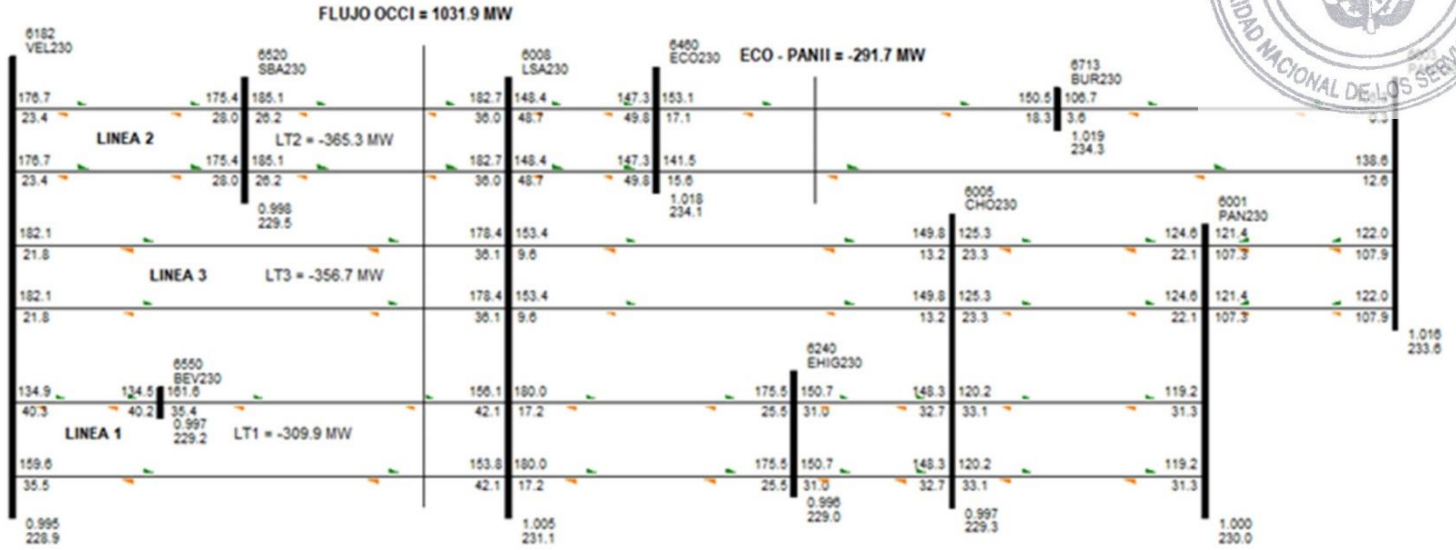 FLUJO OCCI = 1031.9 MW
6182
VEL230
6520
SBA230
6008
LSA230
6460
ECO230
ECO - PANII = -291.7 MW
6713
BUR230
IDAD NACIONAL DE LOS SERV
176.7 175.4 185.1 182.7 148.4 147.3 153.1 150.5 106.7
23.4 28.0 26.2 36.0 48.7 49.8 17.1 18.3 3.6 0.3
LINEA 2 LT2 = -365.3 MW
1.019
234.3
176.7 175.4 185.1 182.7 148.4 147.3 141.5 138.6
23.4 28.0 26.2 36.0 48.7 49.8 15.6 12.6
0.998
229.5
1.018
234.1
6005
CHO230
6001
PAN230
182.1 178.4 153.4 149.8 125.3 124.6 121.4 122.0
21.8 36.1 9.6 13.2 23.3 22.1 107.3 107.9
LINEA 3 LT3 = -356.7 MW
182.1 178.4 153.4 149.8 125.3 124.6 121.4 122.0
21.8 36.1 9.6 13.2 23.3 22.1 107.3 107.9
1.016
233.6
6550
BEV230
6240
EHIG230
134.9 134.5 161.6 156.1 180.0 175.5 150.7 148.3 120.2 119.2
40.3 40.2 35.4 42.1 17.2 25.5 31.0 32.7 33.1 31.3
0.997
229.2
LINEA 1 LT1 = -309.9 MW
159.6 153.8 180.0 175.5 150.7 148.3 120.2 119.2
35.5 42.1 17.2 25.5 31.0 32.7 33.1 31.3
0.995
228.9
1.005
231.1
0.996
229.0
0.997
229.3
1.000
230.0